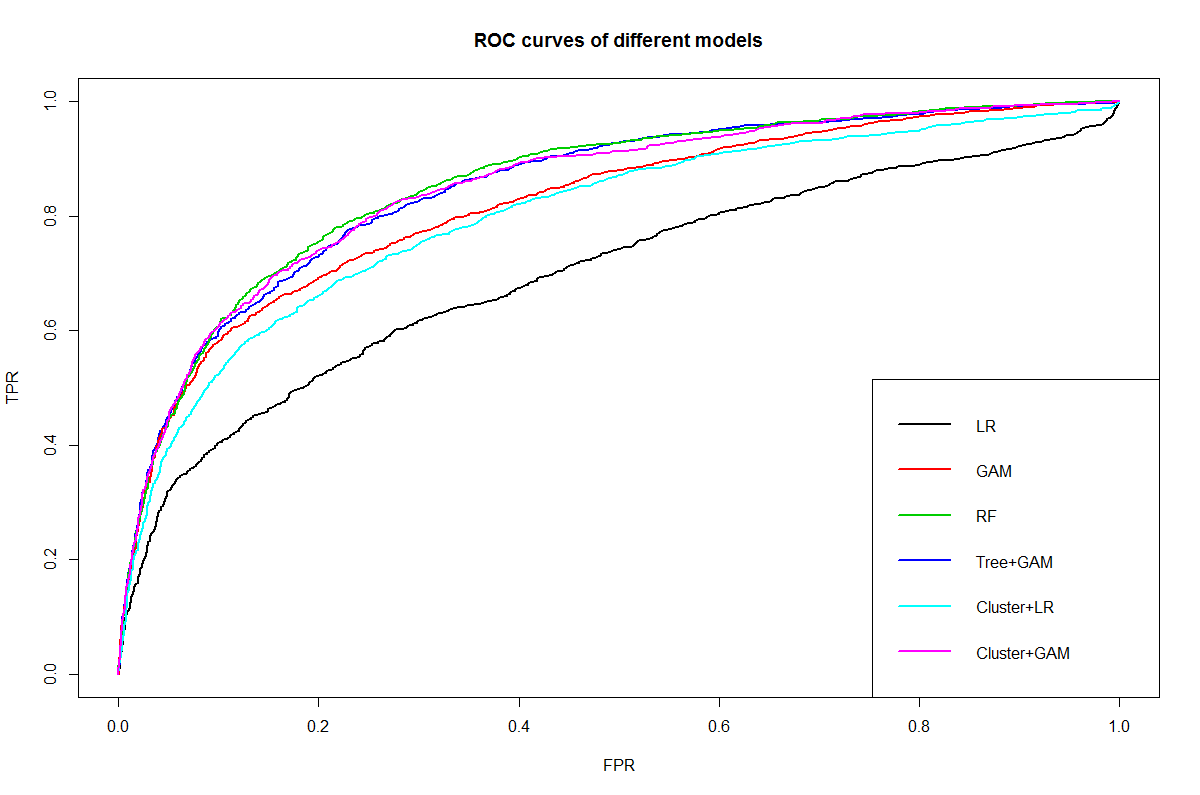 ROC curves of different models
TPR
1.0
0.8
0.6
0.4
0.2
0.0
LR
GAM
RF
Tree+GAM
Cluster+LR
Cluster+GAM
0.0 0.2 0.4 0.6 0.8 1.0
FPR